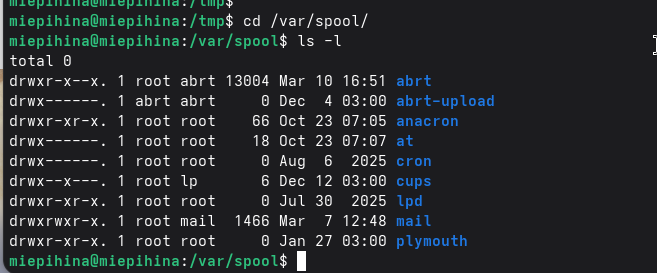 miepihina@miepihina:/tmp$
miepihina@miepihina:/tmp$ cd /var/spool/
miepihina@miepihina:/var/spool$ ls -l
total 0
drwxr-x--x. 1 root abrt 13004 Mar 10 16:51 abrt
drwx------. 1 abrt abrt     0 Dec  4 03:00 abrt-upload
drwxr-xr-x. 1 root root    66 Oct 23 07:05 anacron
drwx------. 1 root root    18 Oct 23 07:07 at
drwx------. 1 root root     0 Aug  6  2025 cron
drwx--x---. 1 root lp       6 Dec 12 03:00 cups
drwxr-xr-x. 1 root root     0 Jul 30  2025 lpd
drwxrwxr-x. 1 root mail  1466 Mar  7 12:48 mail
drwxr-xr-x. 1 root root     0 Jan 27 03:00 plymouth
miepihina@miepihina:/var/spool$